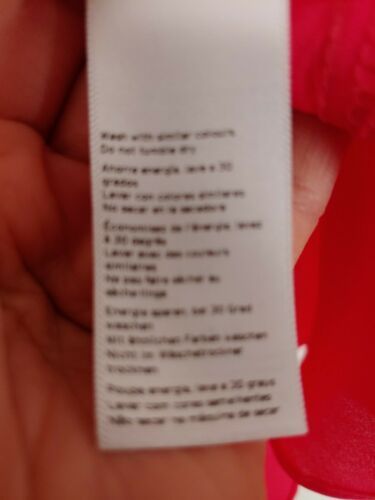 Wash with similar colours
Do not tumble dry
Ahorre energía, lave a 30
grados
Lavar con colores similares
No secar en la secadora
Économisez de l'énergie, lavez
à 30 degrés
Laver avec des couleurs
similaires
Ne pas faire sécher au
sèche-linge
Energie sparen, bei 30 Grad
waschen
Mit ähnlichen Farben waschen
Nicht im Wäschetrockner
trocknen
Poupe energia, lave a 30 graus
Lavar com cores semelhantes
Não secar na máquina de secar